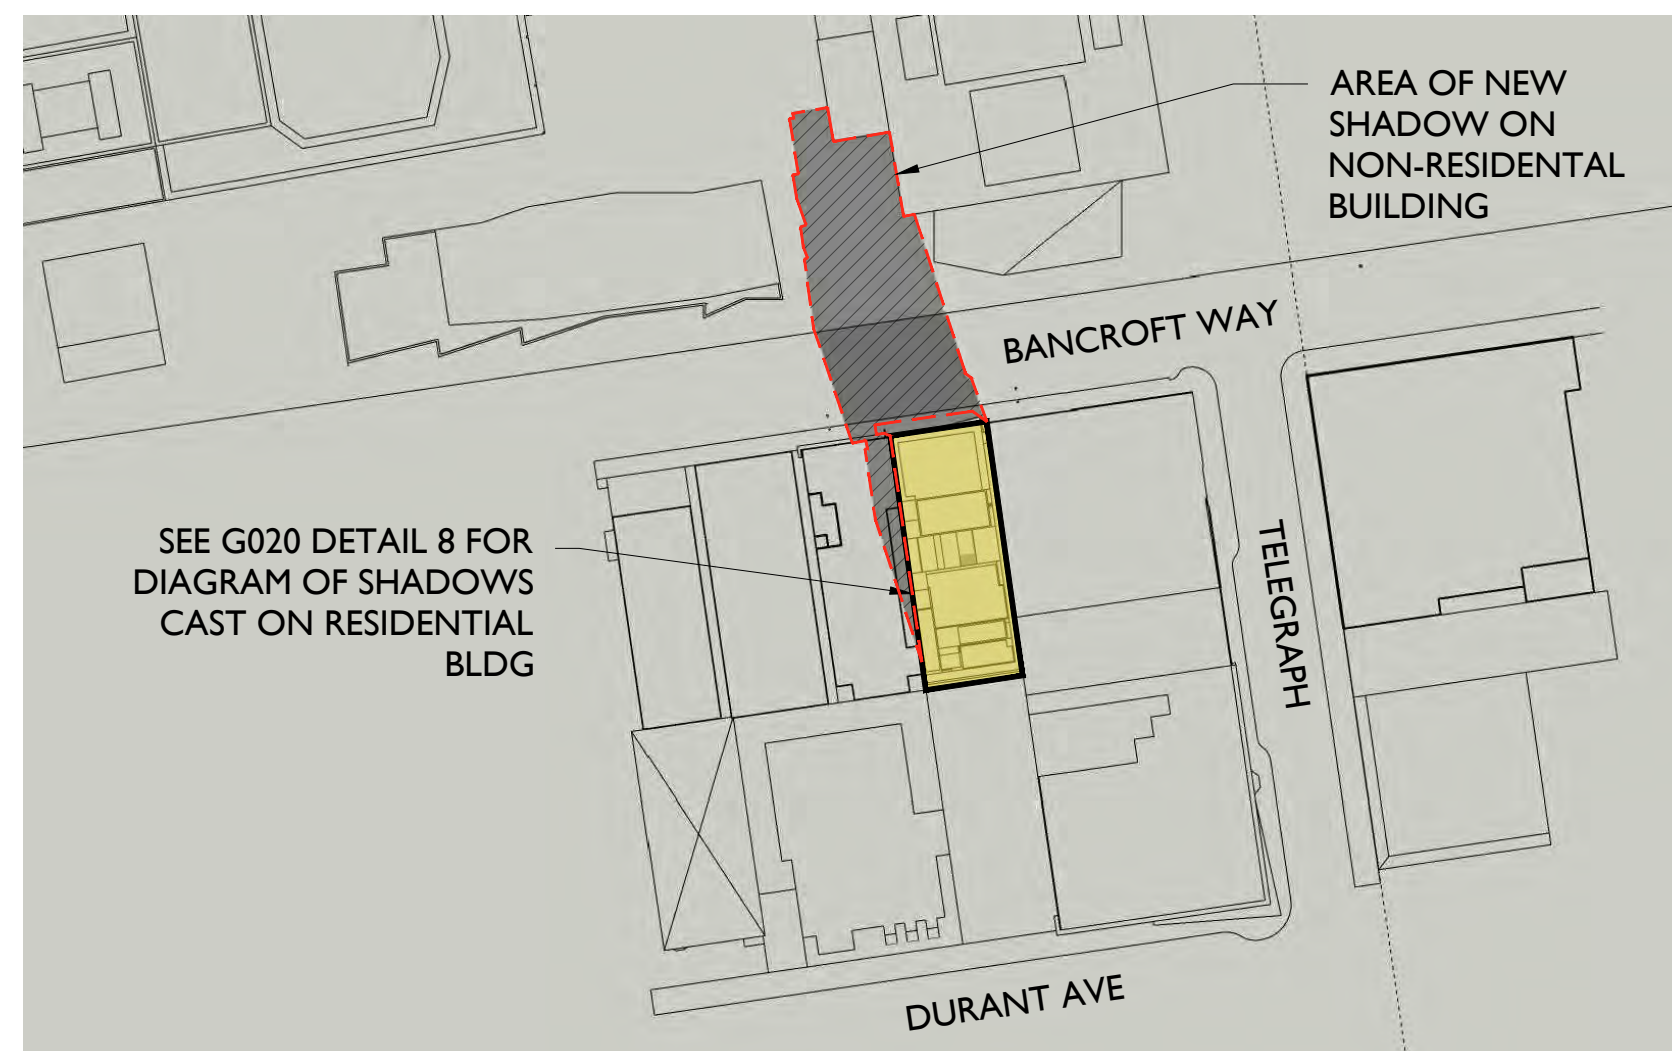 AREA OF NEW
SHADOW ON
NON-RESIDENTAL
BUILDING
BANCROFT WAY
SEE G020 DETAIL 8 FOR
DIAGRAM OF SHADOWS
CAST ON RESIDENTIAL
BLDG
TELEGRAPH
DURANT AVE